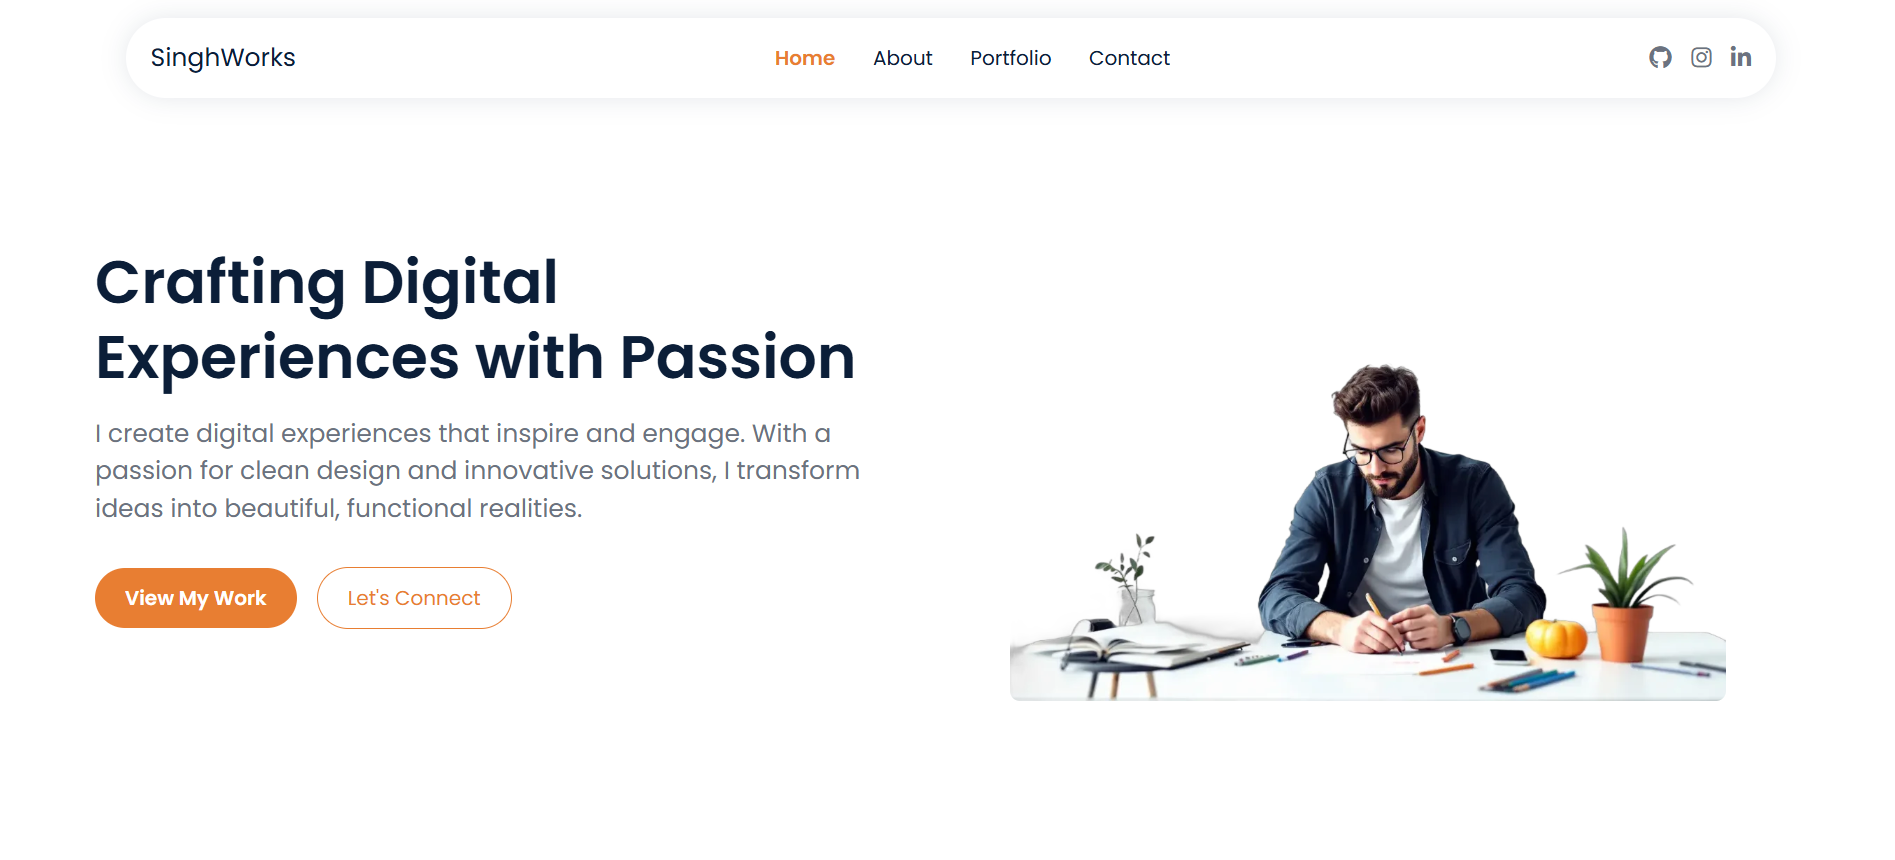 SinghWorks
Home About Portfolio Contact
Crafting Digital
Experiences with Passion
I create digital experiences that inspire and engage. With a
passion for clean design and innovative solutions, I transform
ideas into beautiful, functional realities.
View My Work Let's Connect